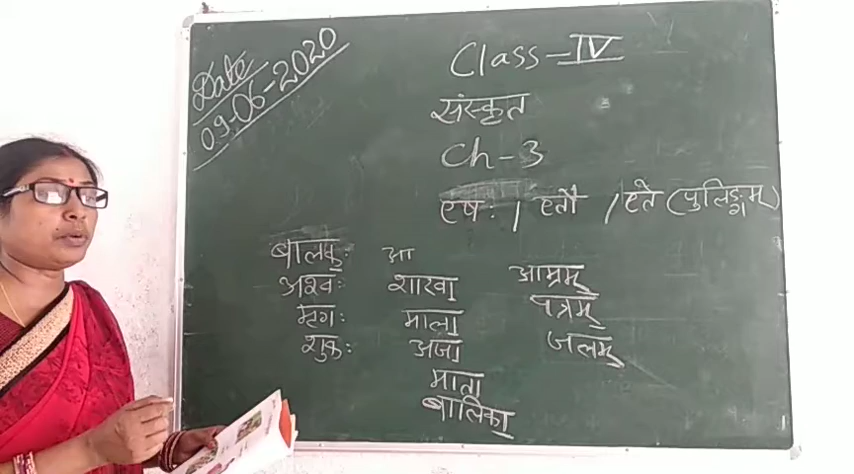 Date
09-06-2020
Class-IV
संस्कृत
Ch-3
एषः / एतौ / एते (पुलिङ्गम्)
बालकः आ
अश्वः शाखा आम्रम्
मृगः माला पत्रम्
शुकः अजा जलम्
माता
बालिका